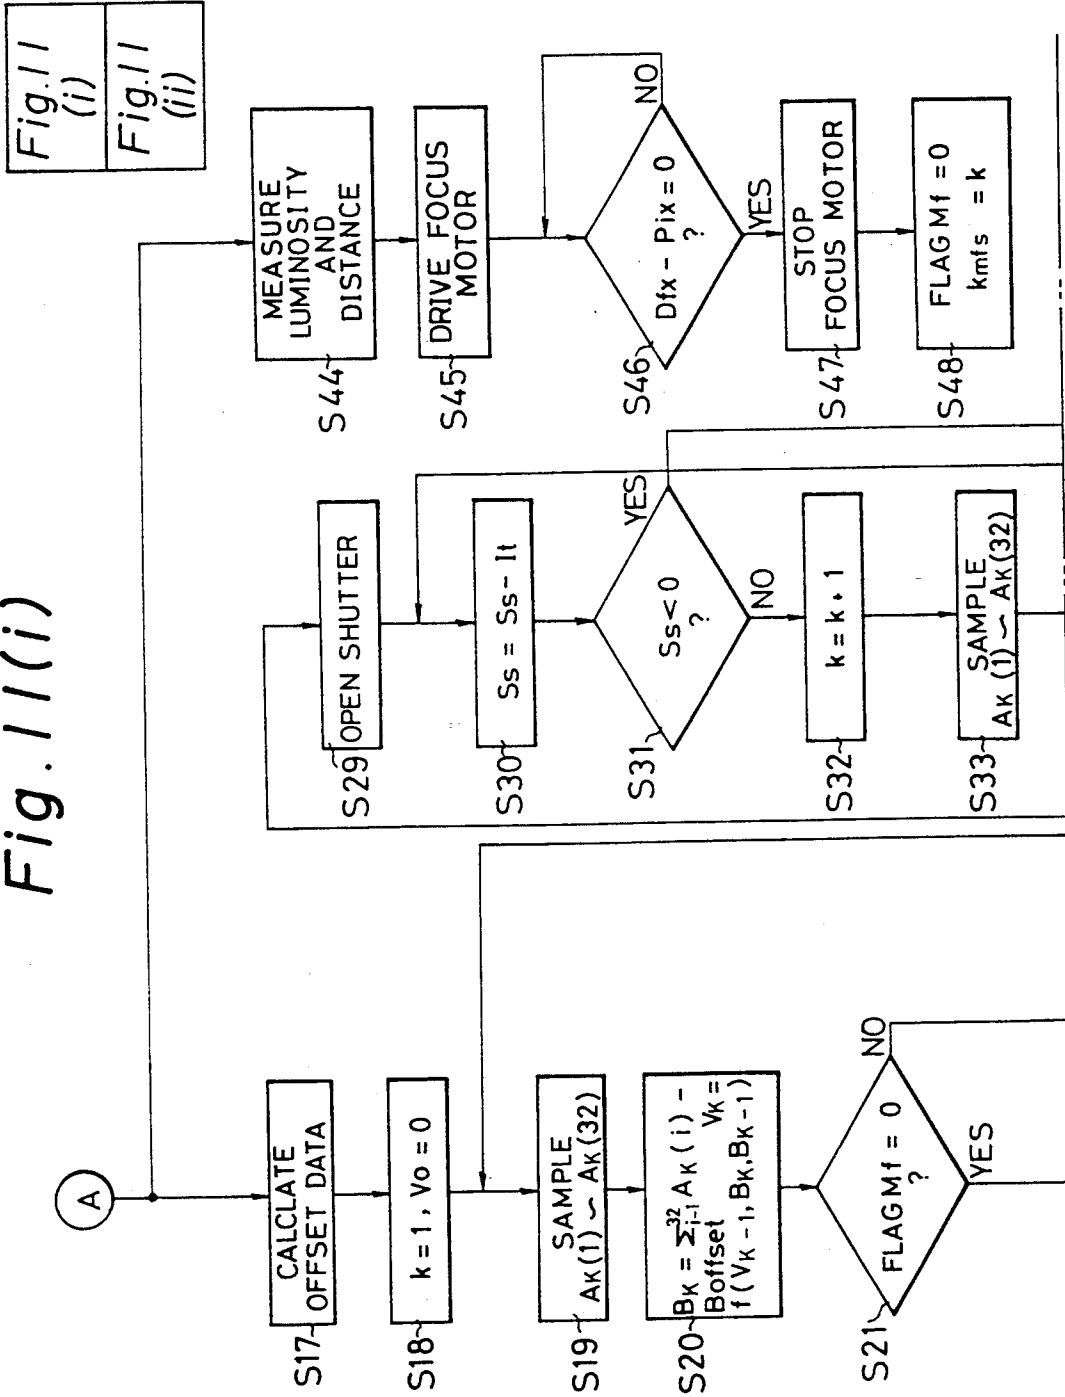 Fig. 11(i)
Fig. 11
(i)
Fig. 11
(ii)
A
S17
CALCLATE
OFFSET DATA
S18
k=1, Vo=0
S19
SAMPLE
AK(1) ∽ AK(32)
S20
BK = Σ32i-1 AK(i) -
Boffset VK =
f(VK-1, BK, BK-1)
S21
FLAGMf = 0
?
NO
YES
S29
OPEN SHUTTER
S30
Ss = Ss - It
S31
Ss<0
?
YES
NO
S32
k=k+1
S33
SAMPLE
AK(1) ∽ AK(32)
S44
MEASURE
LUMINOSITY
AND
DISTANCE
S45
DRIVE FOCUS
MOTOR
S46
Dfx - Pix = 0
?
NO
YES
S47
STOP
FOCUS MOTOR
S48
FLAGMf = 0
kmfs = k